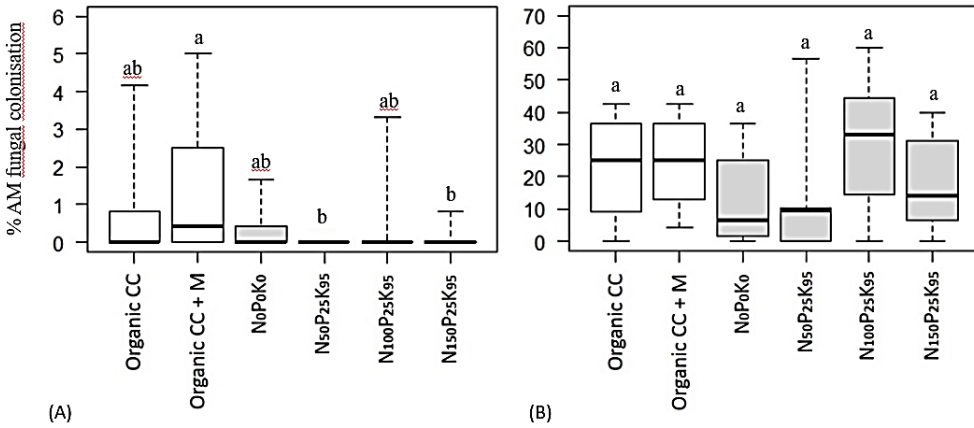 % AM fungal colonisation
6
5
4
3
2
1
0
ab
a
ab
b
ab
b
Organic CC
Organic CC + M
N₀P₀K₀
N₅₀P₂₅K₉₅
N₁₀₀P₂₅K₉₅
N₁₅₀P₂₅K₉₅
(A)
70
60
50
40
30
20
10
0
a
a
a
a
a
a
Organic CC
Organic CC + M
N₀P₀K₀
N₅₀P₂₅K₉₅
N₁₀₀P₂₅K₉₅
N₁₅₀P₂₅K₉₅
(B)